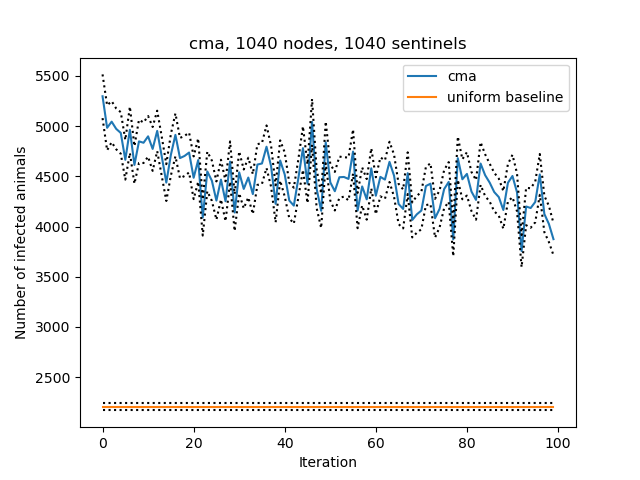 cma, 1040 nodes, 1040 sentinels
cma
uniform baseline
5500
5000
4500
4000
3500
3000
2500
Number of infected animals
0 20 40 60 80 100
Iteration